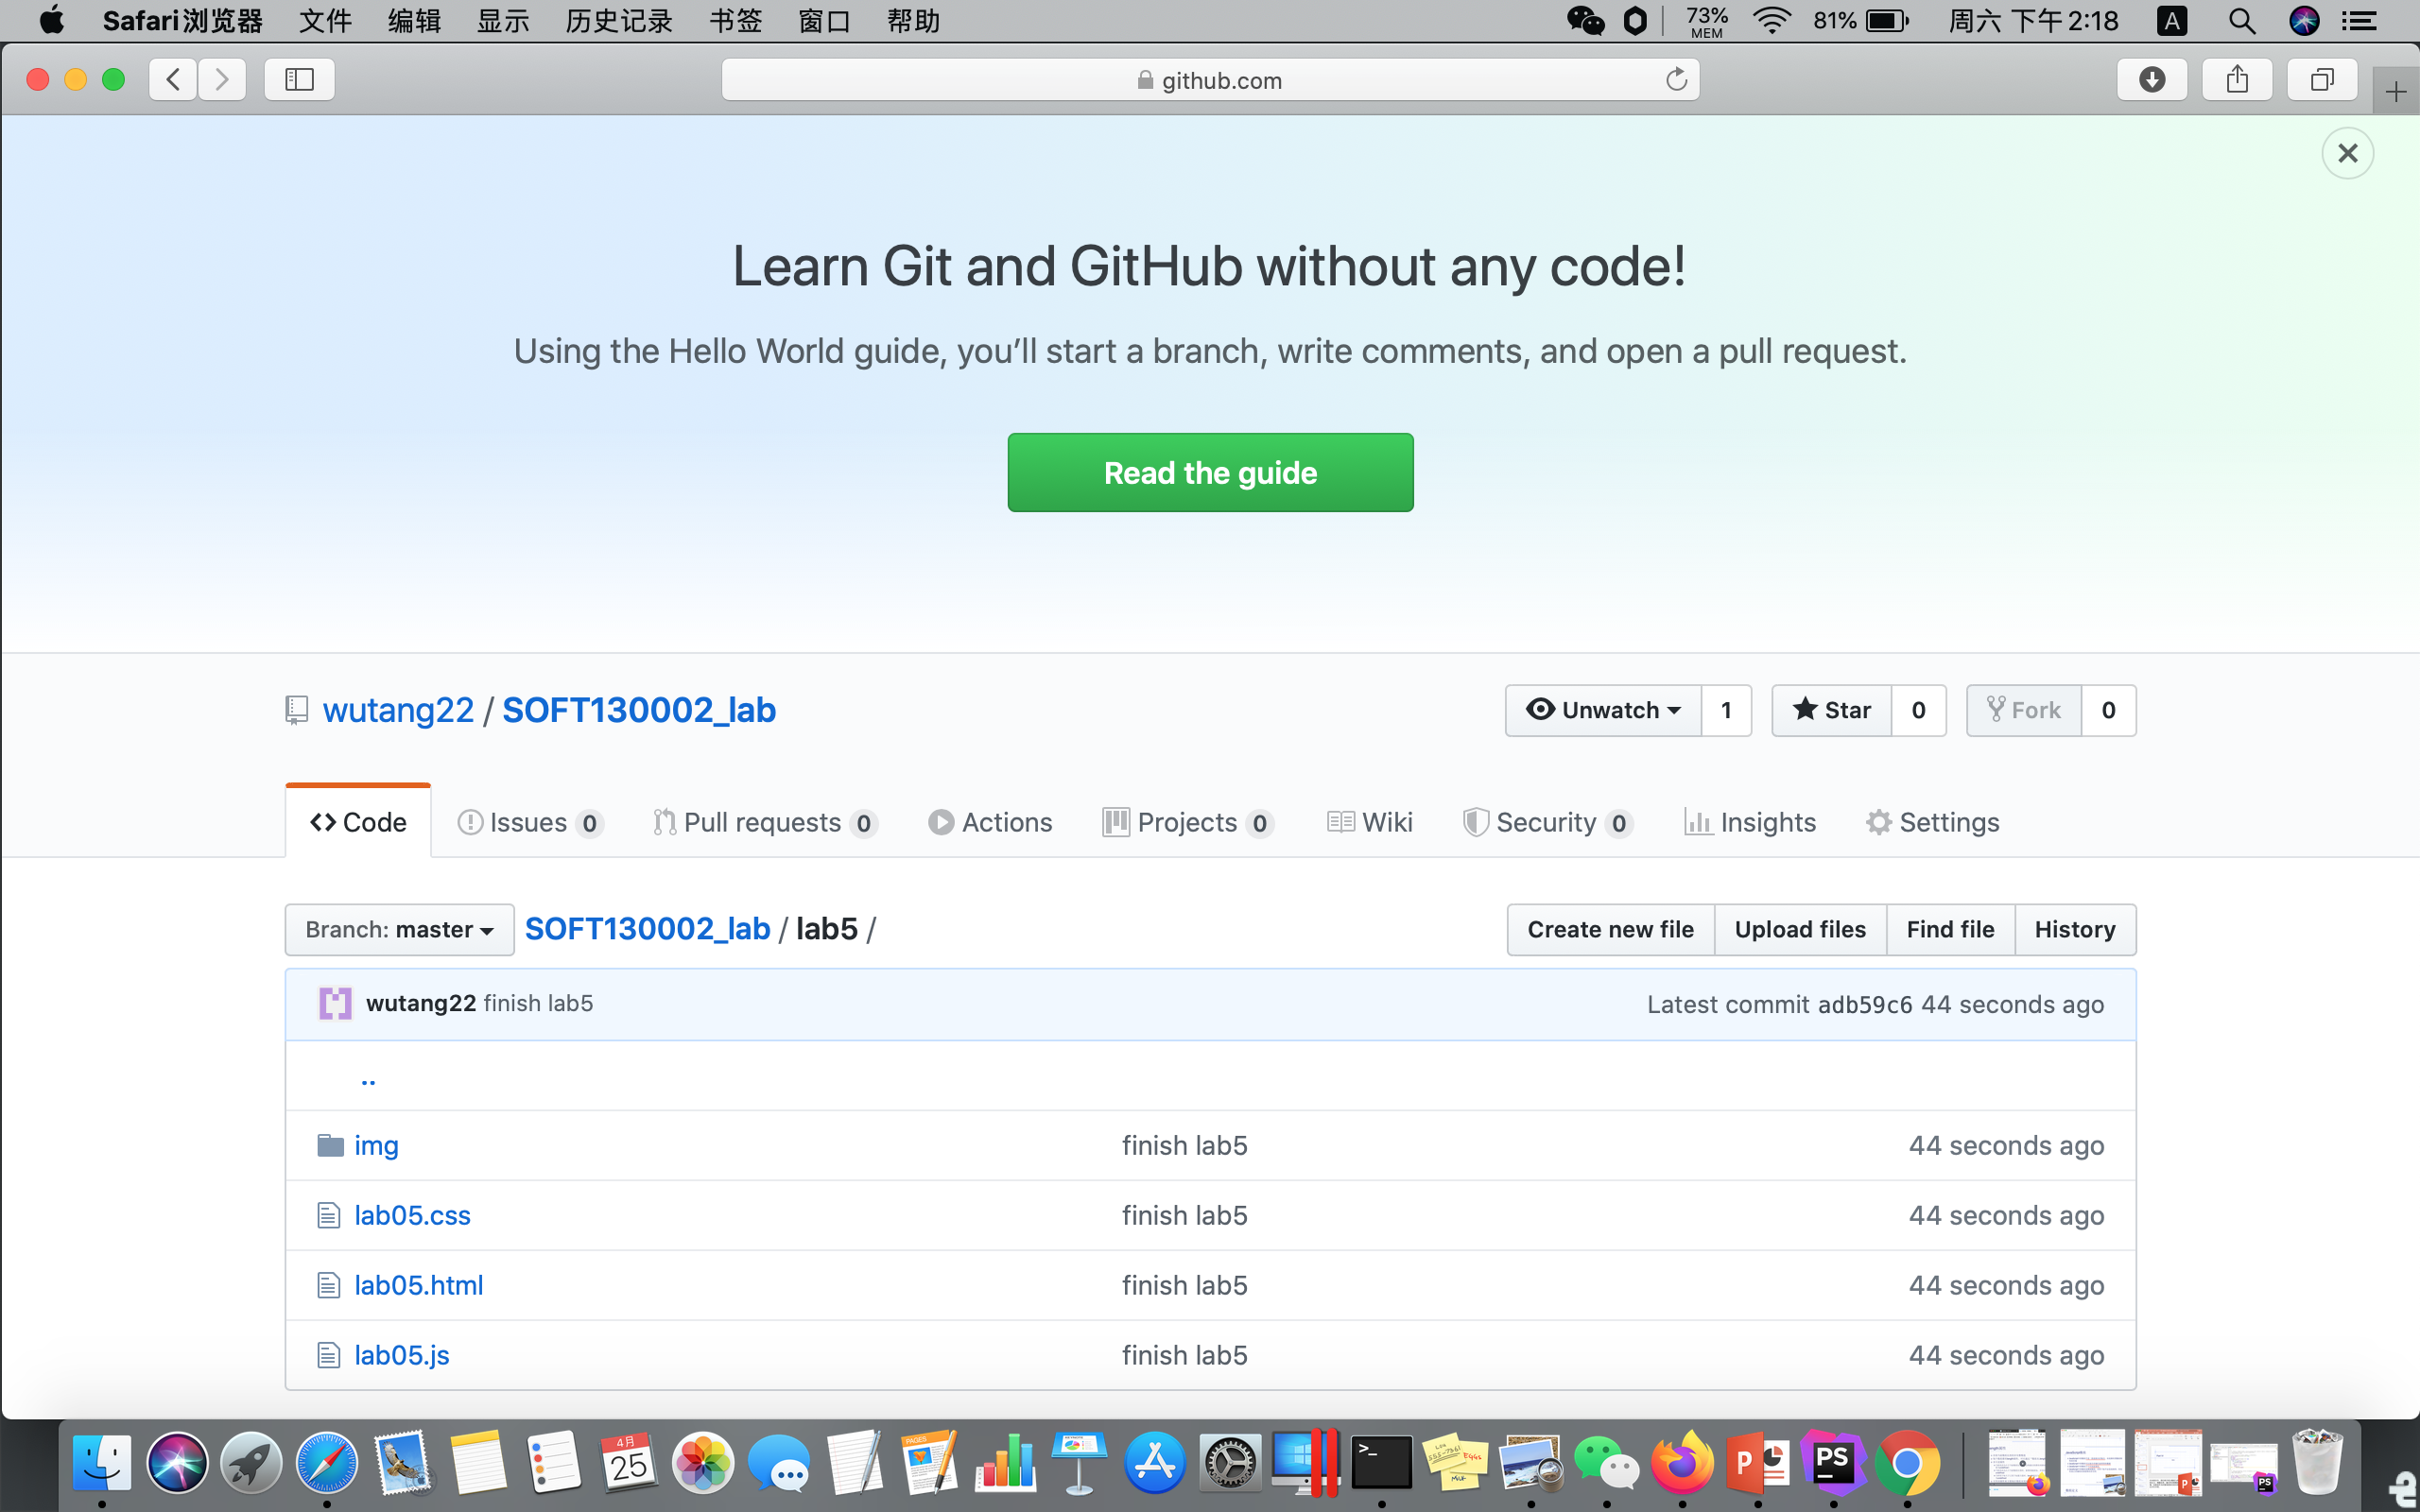 Safari浏览器 文件 编辑 显示 历史记录 书签 窗口 帮助 73% MEM 81% 周六 下午2:18 A
github.com
Learn Git and GitHub without any code!
Using the Hello World guide, you’ll start a branch, write comments, and open a pull request.
Read the guide
wutang22 / SOFT130002_lab Unwatch 1 Star 0 Fork 0
Code Issues 0 Pull requests 0 Actions Projects 0 Wiki Security 0 Insights Settings
Branch: master SOFT130002_lab / lab5 / Create new file Upload files Find file History
wutang22 finish lab5 Latest commit adb59c6 44 seconds ago
..
img finish lab5 44 seconds ago
lab05.css finish lab5 44 seconds ago
lab05.html finish lab5 44 seconds ago
lab05.js finish lab5 44 seconds ago
4月
25
PAGES
>_
P
PS